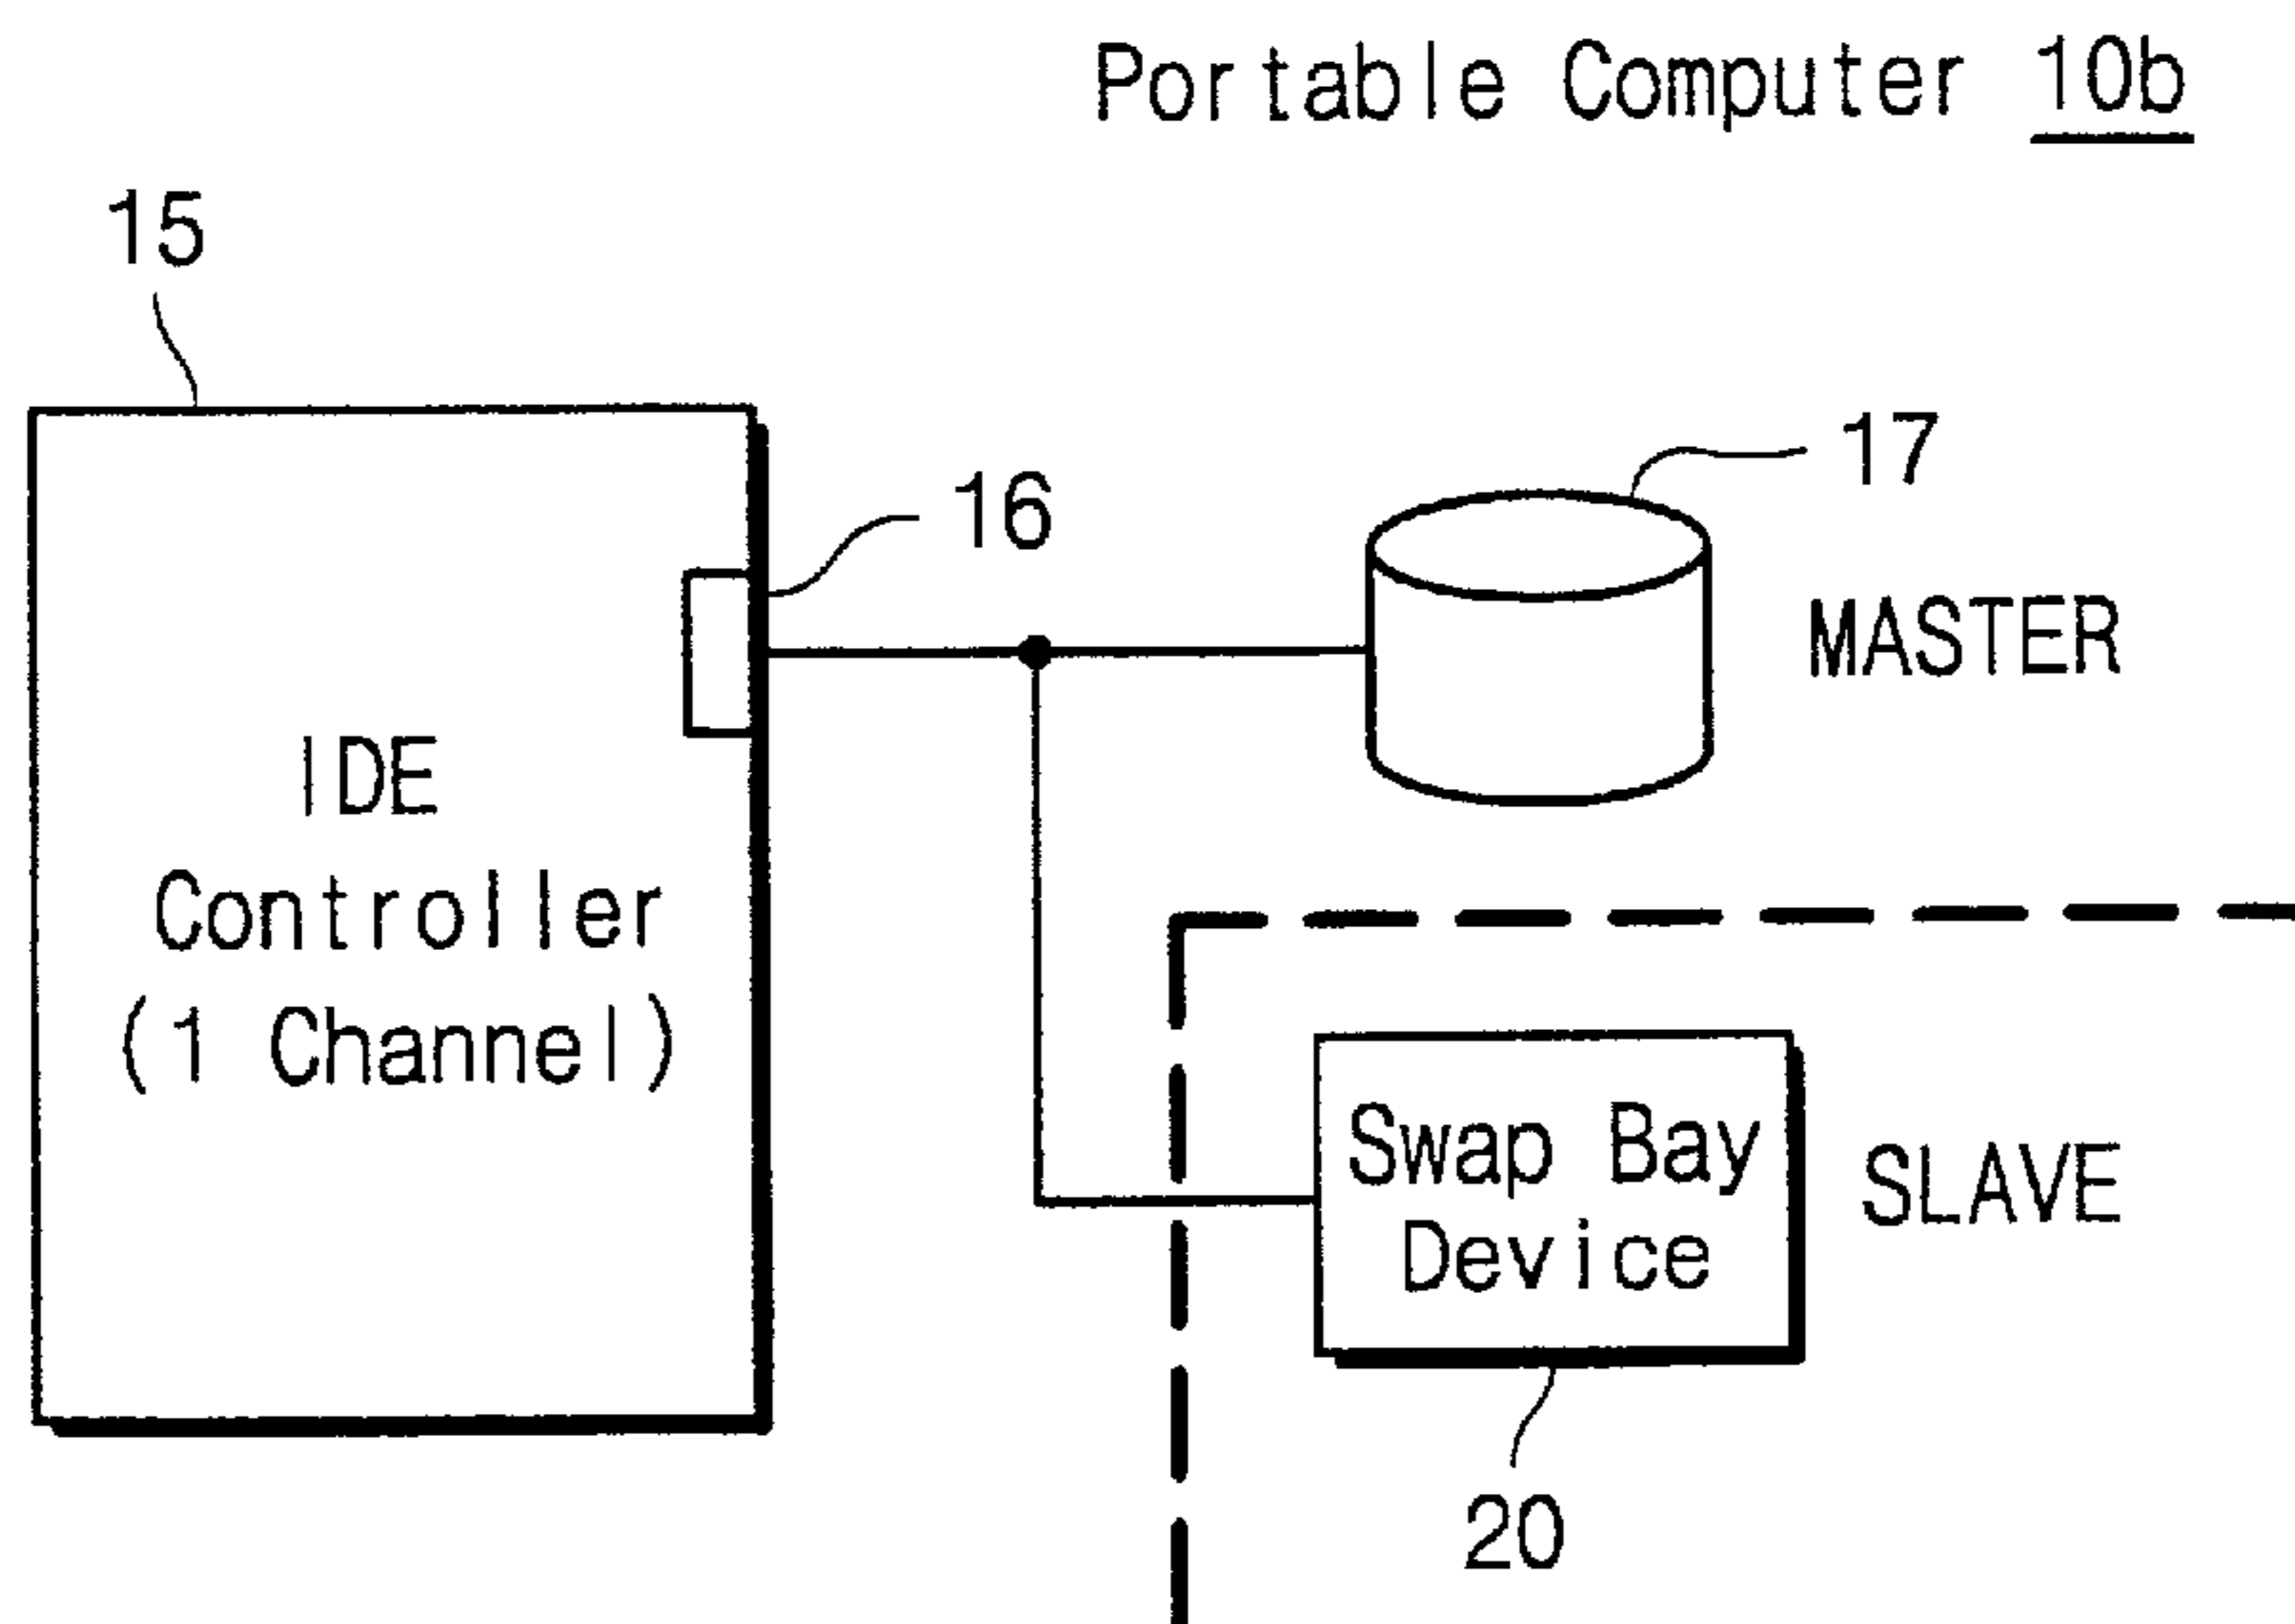 Portable Computer 10b
15
16
17
MASTER
IDE
Controller
(1 Channel)
Swap Bay
Device
SLAVE
20